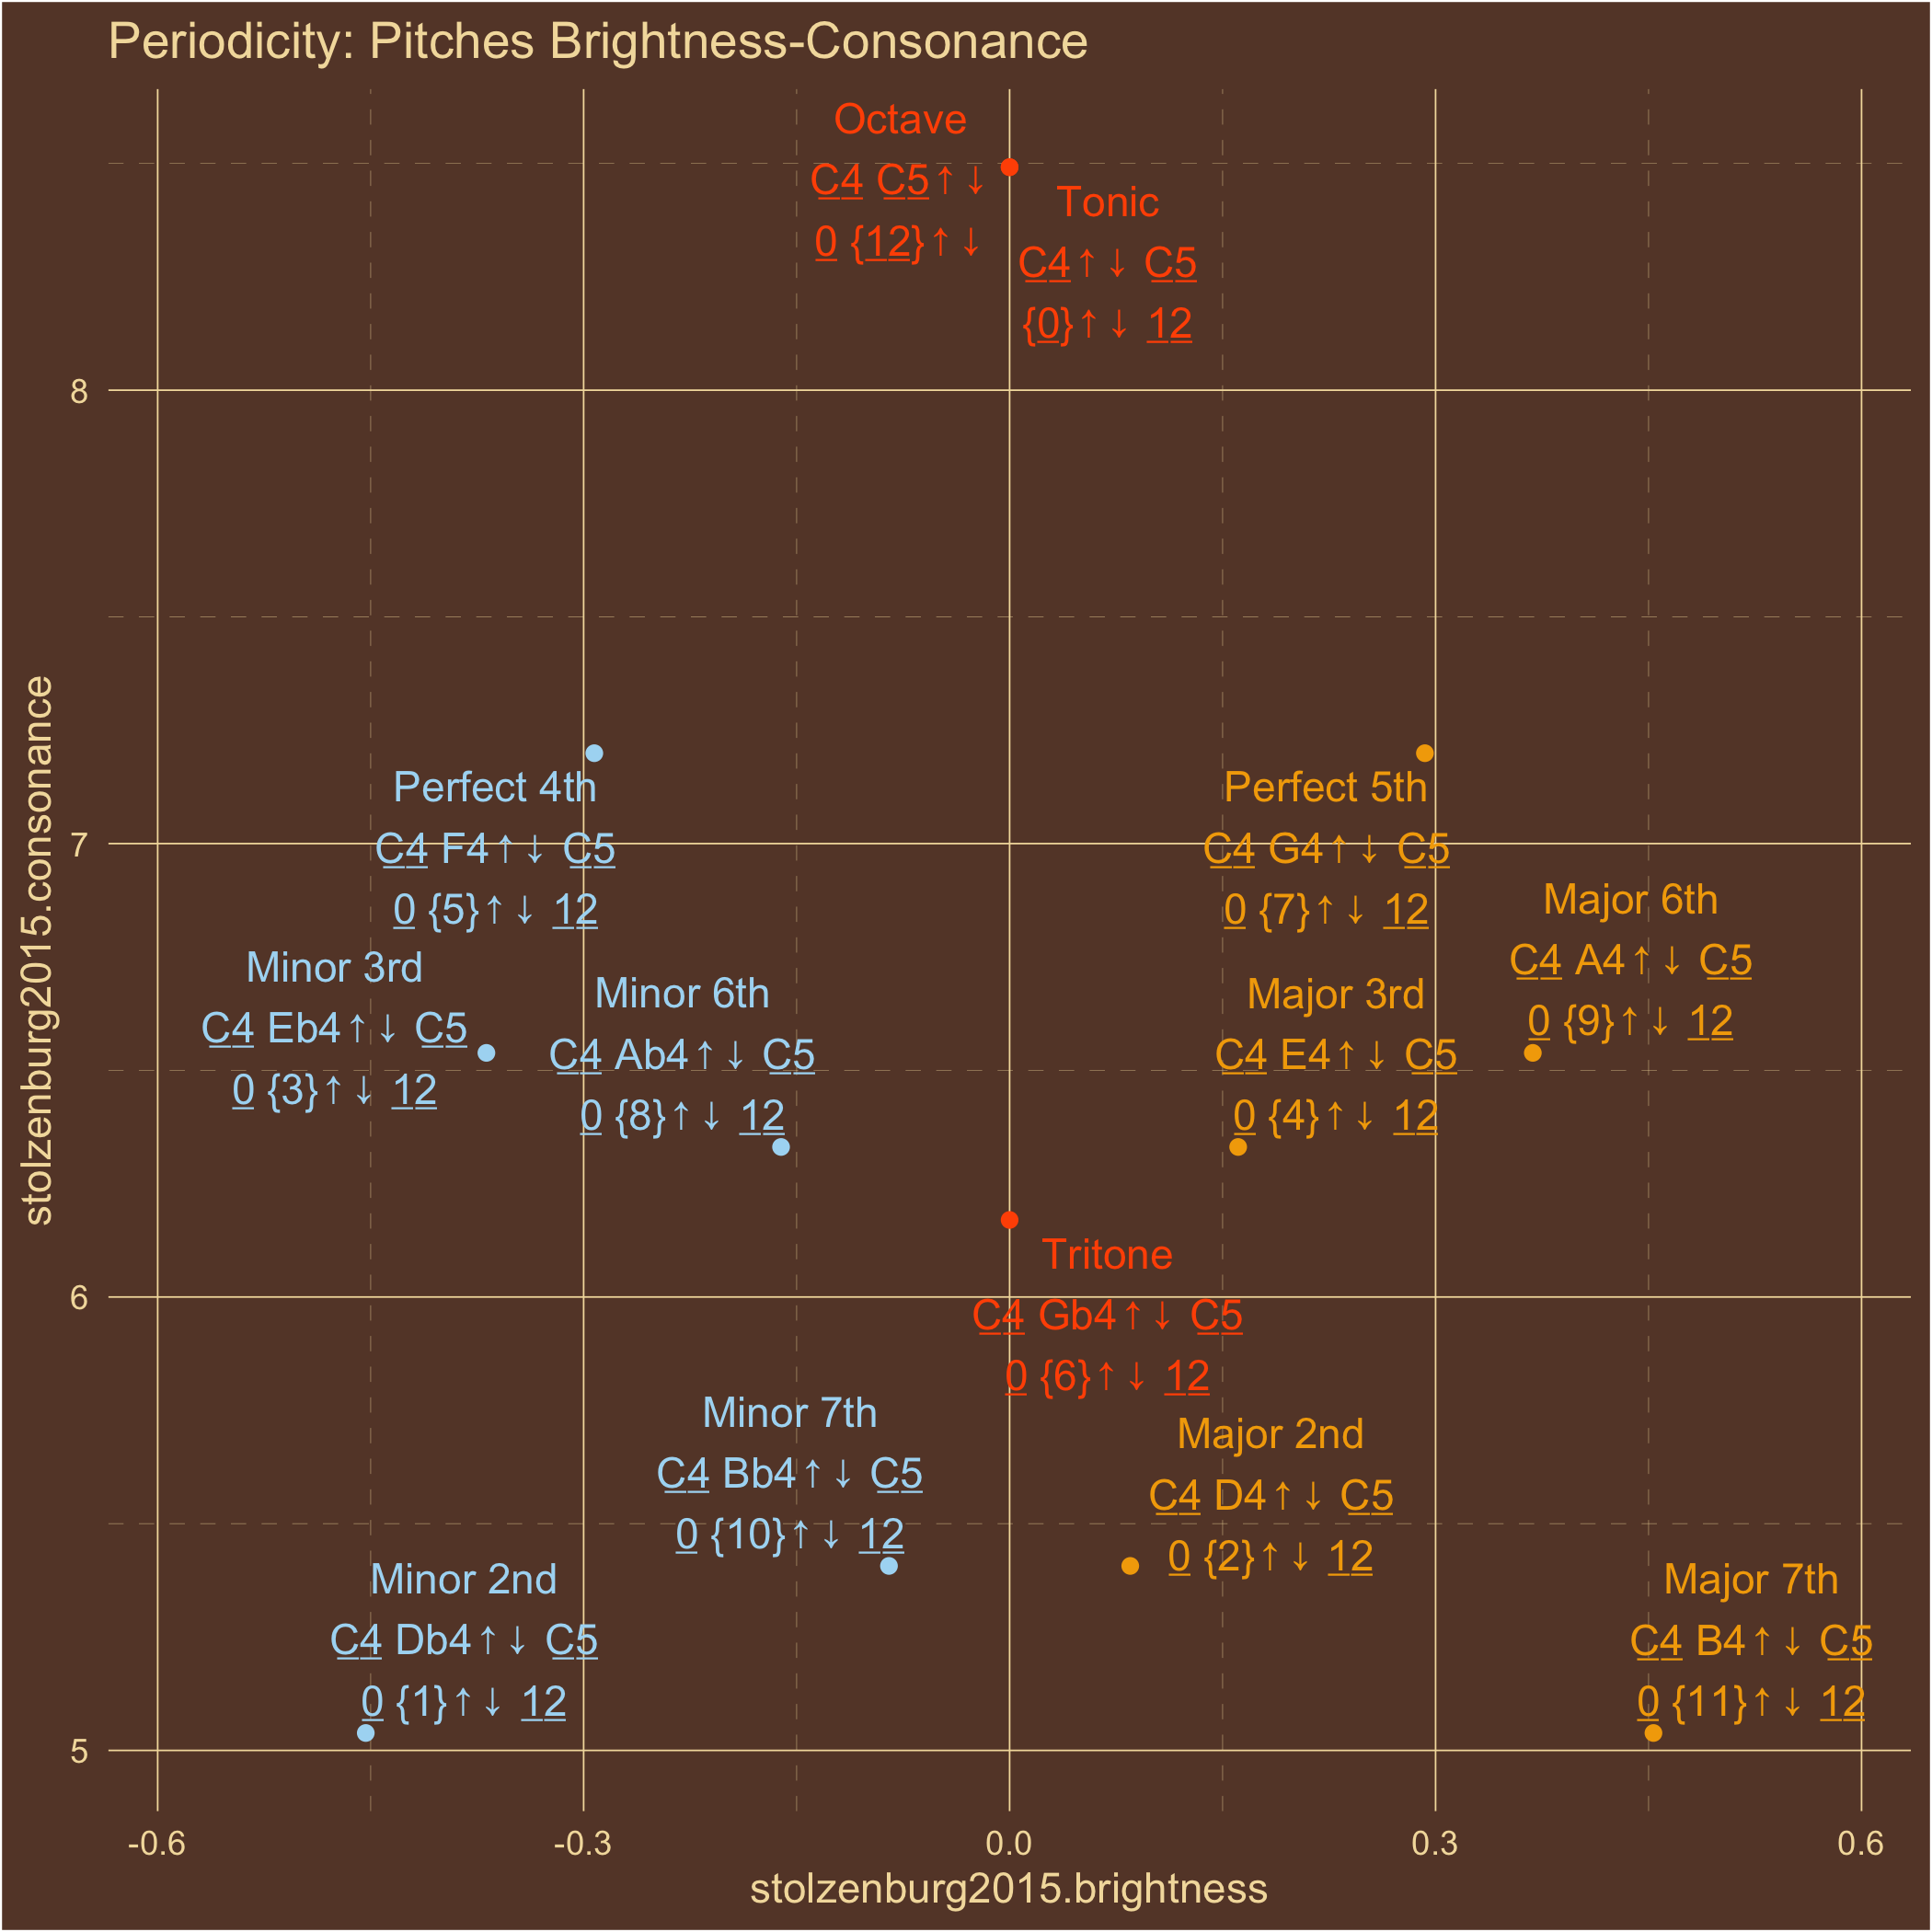 Periodicity: Pitches Brightness-Consonance
Octave
C4 C5↑↓
0 {12}↑↓
Tonic
C4↑↓ C5
{0}↑↓ 12
8
Perfect 4th
C4 F4↑↓ C5
0 {5}↑↓ 12
Perfect 5th
C4 G4↑↓ C5
0 {7}↑↓ 12
7
Major 6th
C4 A4↑↓ C5
0 {9}↑↓ 12
Minor 3rd
C4 Eb4↑↓ C5
0 {3}↑↓ 12
Minor 6th
C4 Ab4↑↓ C5
0 {8}↑↓ 12
Major 3rd
C4 E4↑↓ C5
0 {4}↑↓ 12
Tritone
C4 Gb4↑↓ C5
0 {6}↑↓ 12
6
Minor 7th
C4 Bb4↑↓ C5
0 {10}↑↓ 12
Major 2nd
C4 D4↑↓ C5
0 {2}↑↓ 12
Minor 2nd
C4 Db4↑↓ C5
0 {1}↑↓ 12
Major 7th
C4 B4↑↓ C5
0 {11}↑↓ 12
5
stolzenburg2015.consonance
-0.6 -0.3 0.0 0.3 0.6
stolzenburg2015.brightness